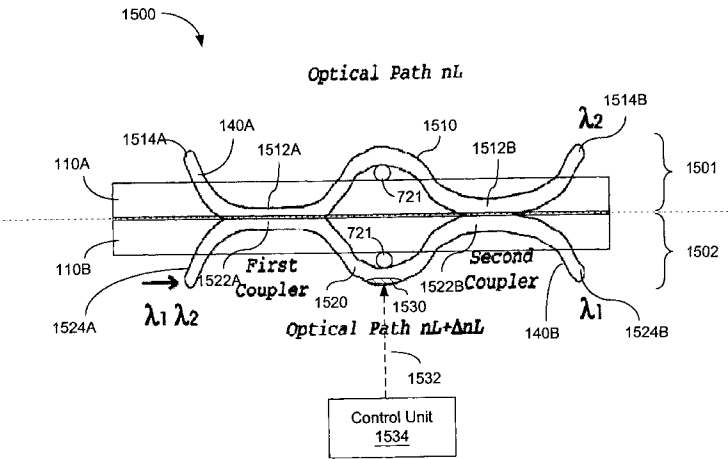 1500
Optical Path nL
1514B
λ2
1514A
140A
1512A
1510
1512B
1501
110A
721
721
1502
110B
First
Coupler
Second
Coupler
1522A
1520
1530
1522B
1524A
λ1 λ2
Optical Path nL+ΔnL
140B
λ1
1524B
1532
Control Unit
1534